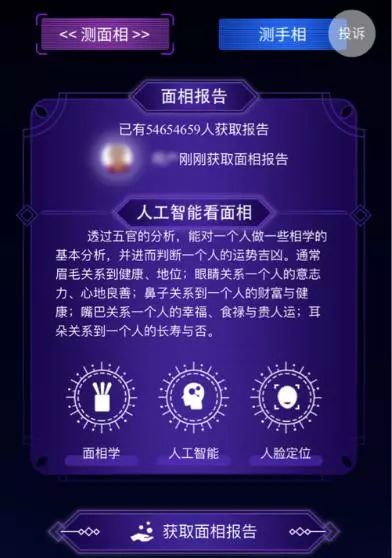 << 测面相 >>
测手相
投诉
面相报告
已有54654659人获取报告
刚刚获取面相报告
人工智能看面相
透过五官的分析，能对一个人做一些相学的
基本分析，并进而判断一个人的运势吉凶。通常
眉毛关系到健康、地位；眼睛关系一个人的意志
力、心地良善；鼻子关系到一个人的财富与健
康；嘴巴关系一个人的幸福、食禄与贵人运；耳
朵关系到一个人的长寿与否。
面相学
人工智能
人脸定位
获取面相报告